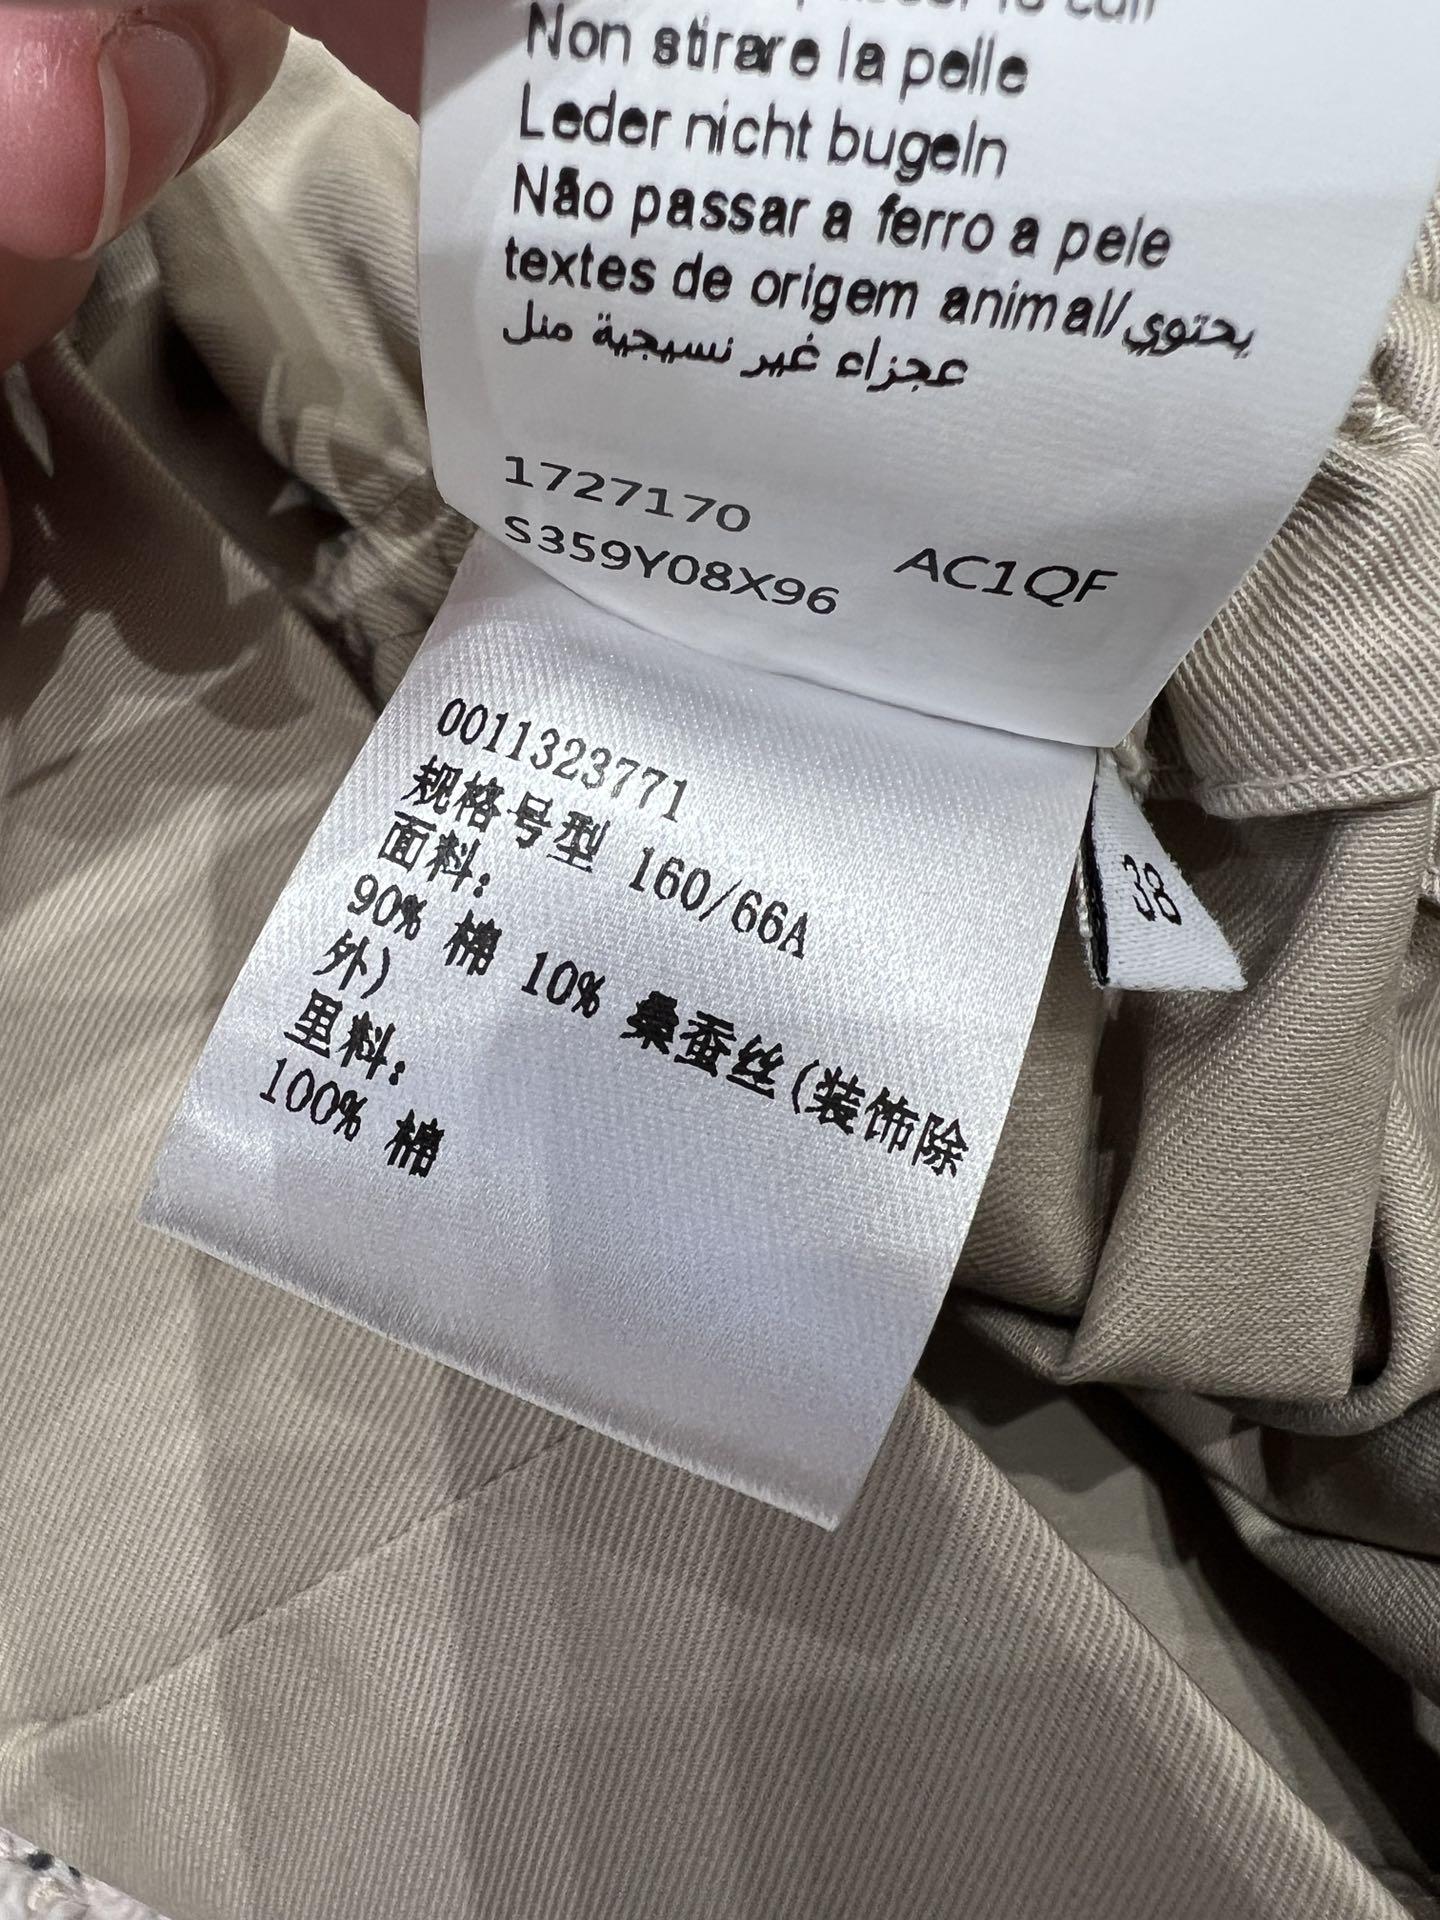 Non stirare la pelle
Leder nicht bugeln
Não passar a ferro a pele
textes de origem animal/يحتوي
عجزاء غير نسيجية منل
1727170
S359Y08X96 AC1QF
0011323771
规格号型 160/66A
面料:
90% 棉 10% 桑蚕丝(装饰除
外)
里料:
100% 棉
38